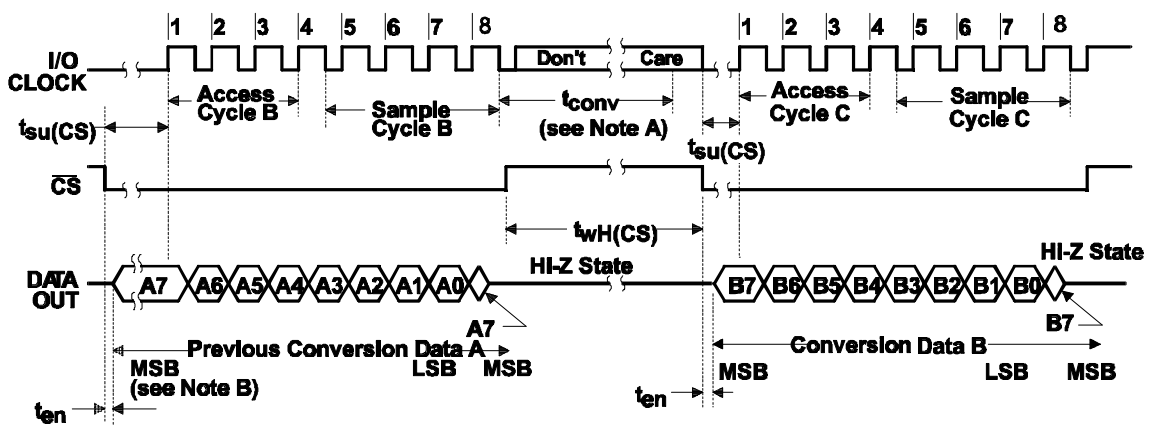 1 2 3 4 5 6 7 8 1 2 3 4 5 6 7 8
I/O
CLOCK
Don't Care
Access
Cycle B
Sample
Cycle B
tconv
(see Note A)
Access
Cycle C
Sample
Cycle C
tsu(CS)
tsu(CS)
CS
twH(CS)
DATA
OUT
A7 A6 A5 A4 A3 A2 A1 A0
HI-Z State
B7 B6 B5 B4 B3 B2 B1 B0
HI-Z State
A7
B7
Previous Conversion Data A
Conversion Data B
MSB
(see Note B)
LSB
MSB
MSB
LSB
MSB
ten
ten